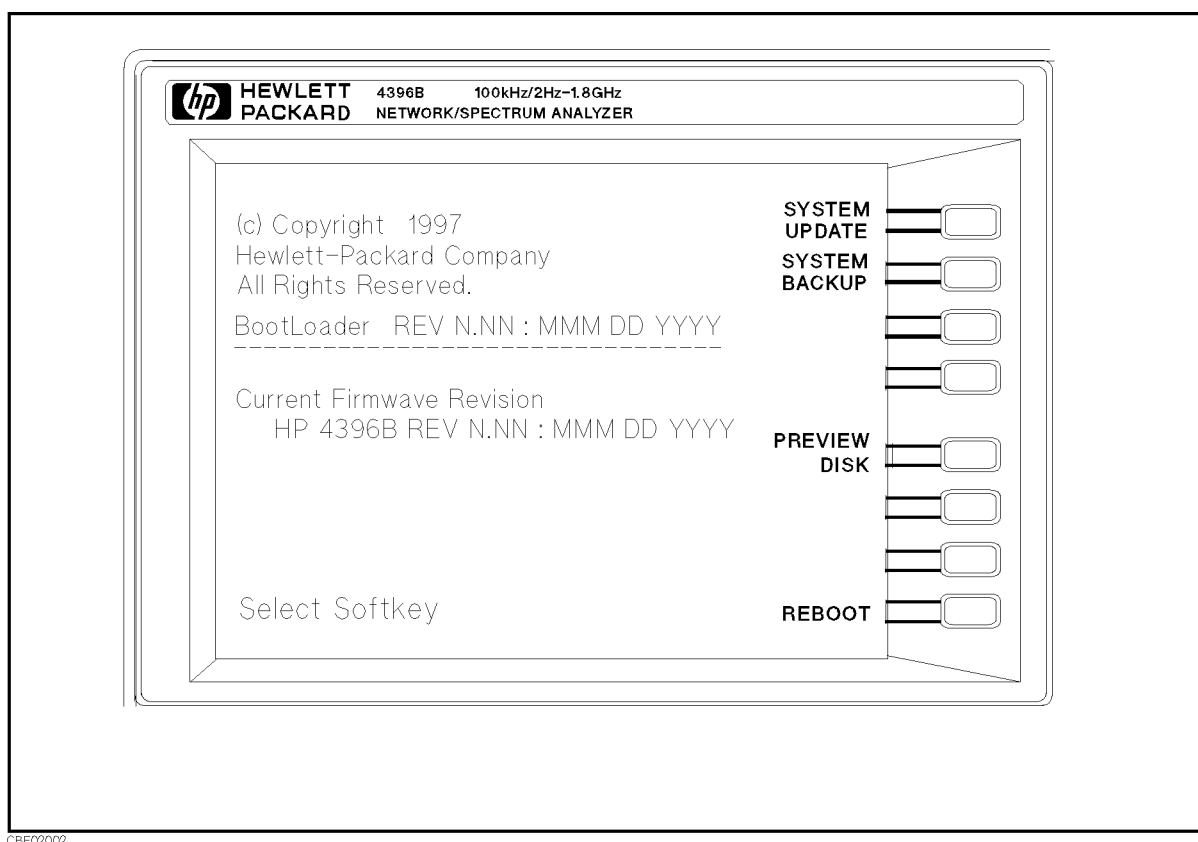 hp HEWLETT PACKARD
4396B 100kHz/2Hz-1.8GHz
NETWORK/SPECTRUM ANALYZER
(c) Copyright 1997
Hewlett-Packard Company
All Rights Reserved.
BootLoader REV N.NN : MMM DD YYYY
---------------------------------
Current Firmwave Revision
HP 4396B REV N.NN : MMM DD YYYY
Select Softkey
SYSTEM
UPDATE
SYSTEM
BACKUP
PREVIEW
DISK
REBOOT
CBE02002